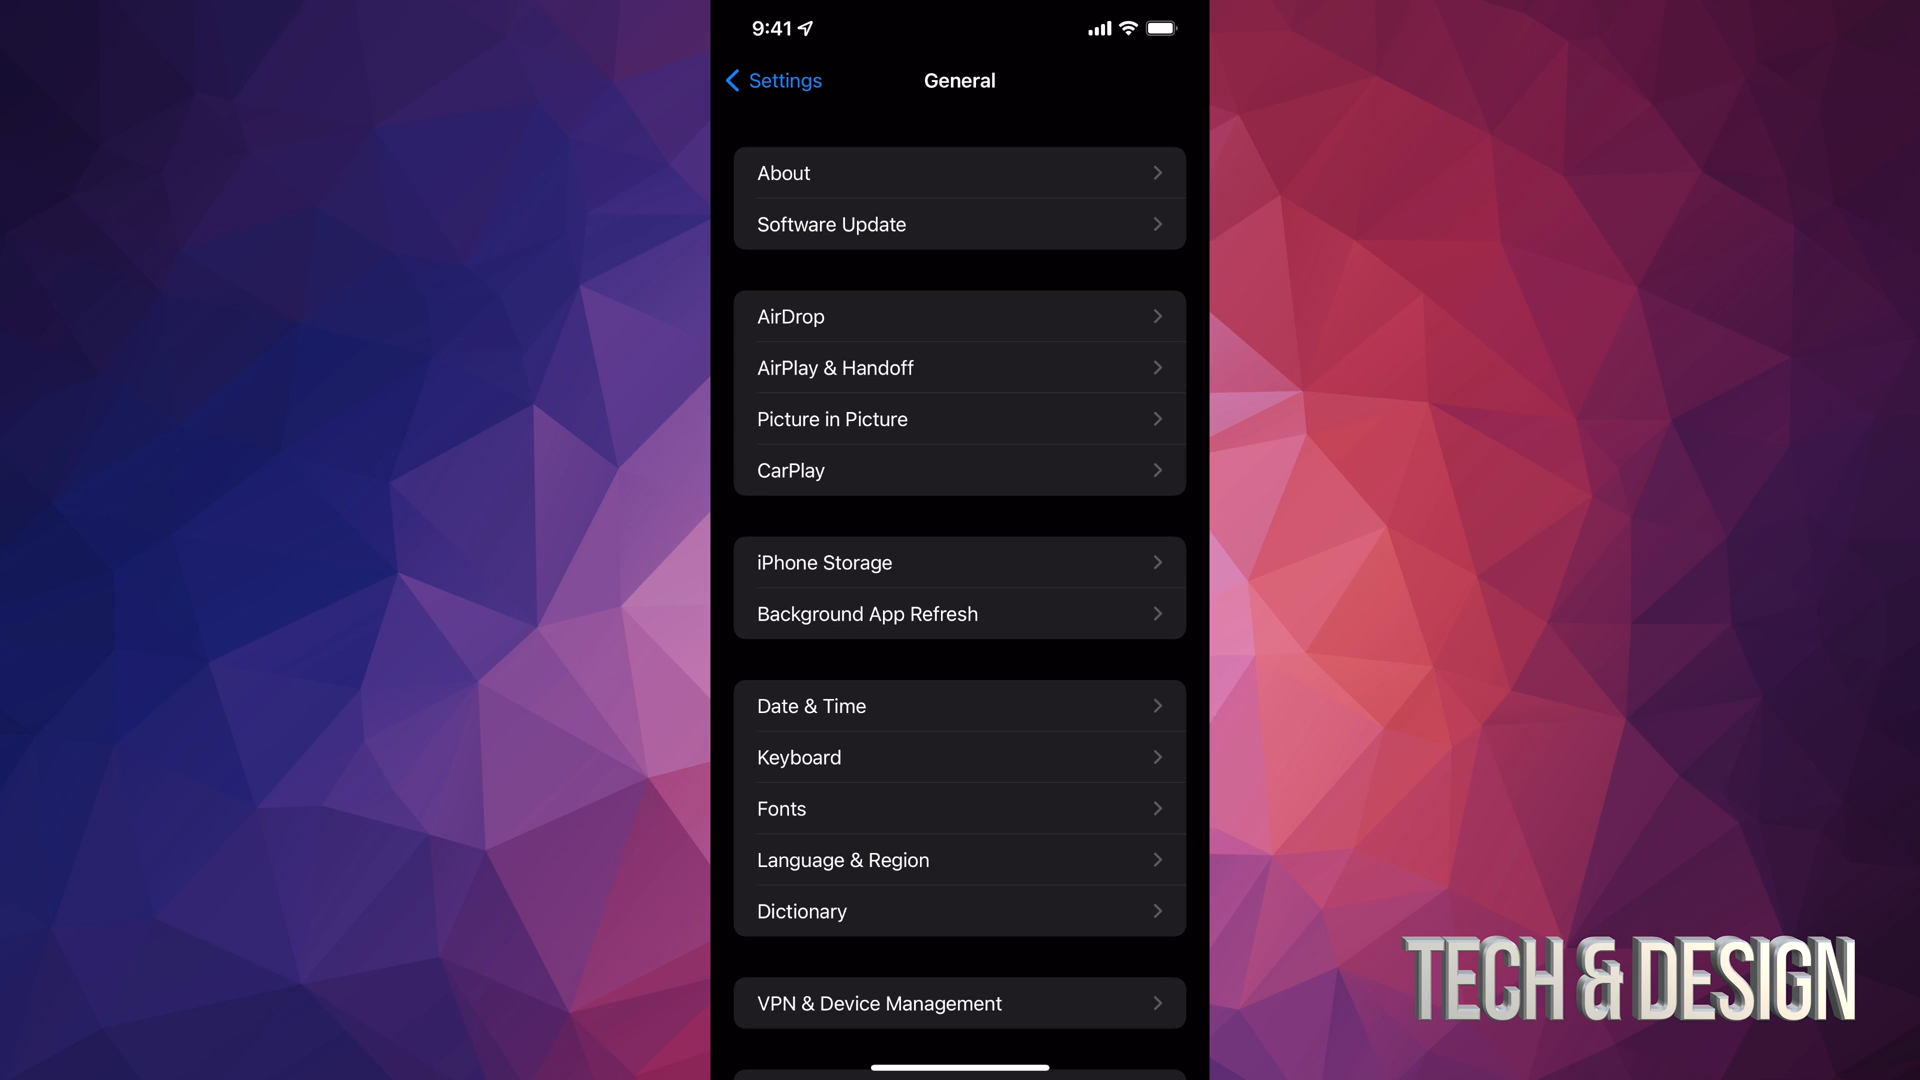 9:41
Settings
General
About
Software Update
AirDrop
AirPlay & Handoff
Picture in Picture
CarPlay
iPhone Storage
Background App Refresh
Date & Time
Keyboard
Fonts
Language & Region
Dictionary
VPN & Device Management
TECH & DESIGN